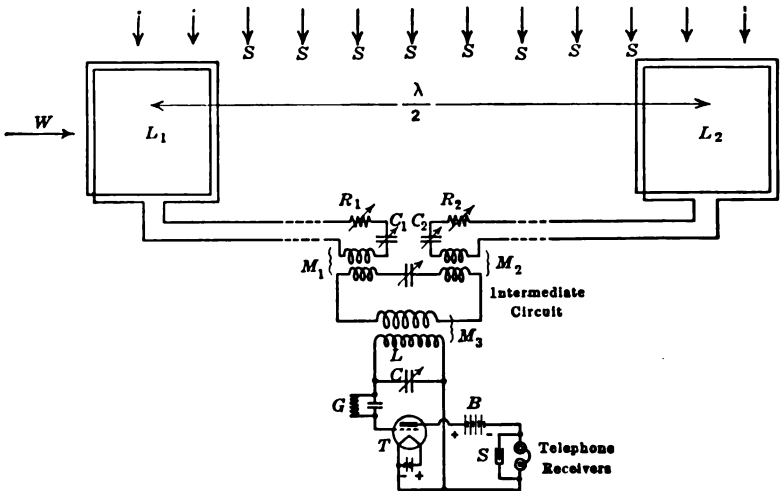 i i S S S S S S S S i i
λ/2
W
L₁
L₂
R₁
R₂
C₁ C₂
M₁
M₂
Intermediate
Circuit
M₃
L
C
G
B
+ -
T
S
Telephone
Receivers
- +